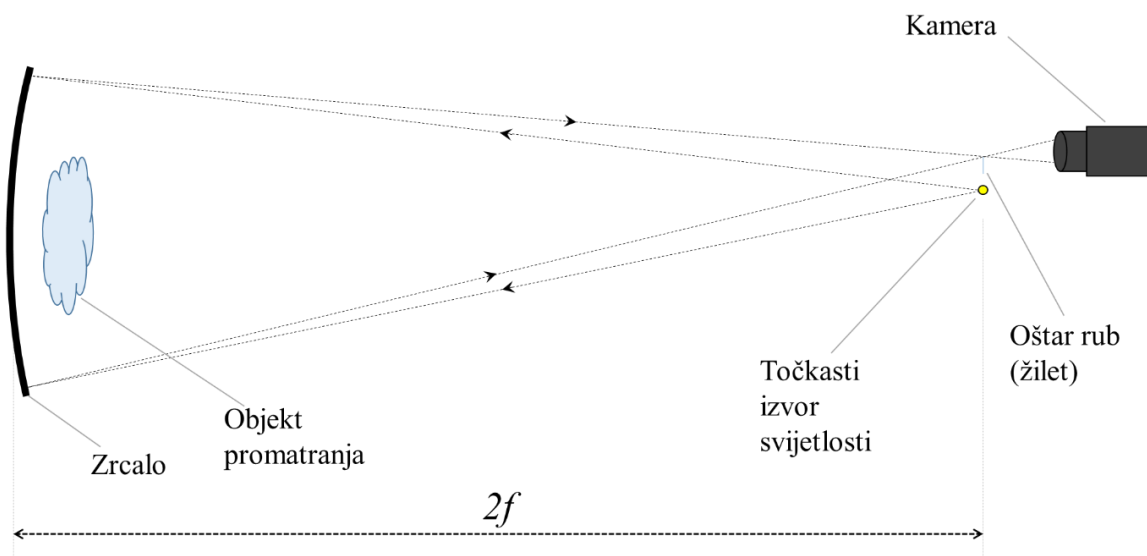 Kamera
Oštar rub
(žilet)
Točkasti
izvor
svijetlosti
Objekt
promatranja
Zrcalo
2f